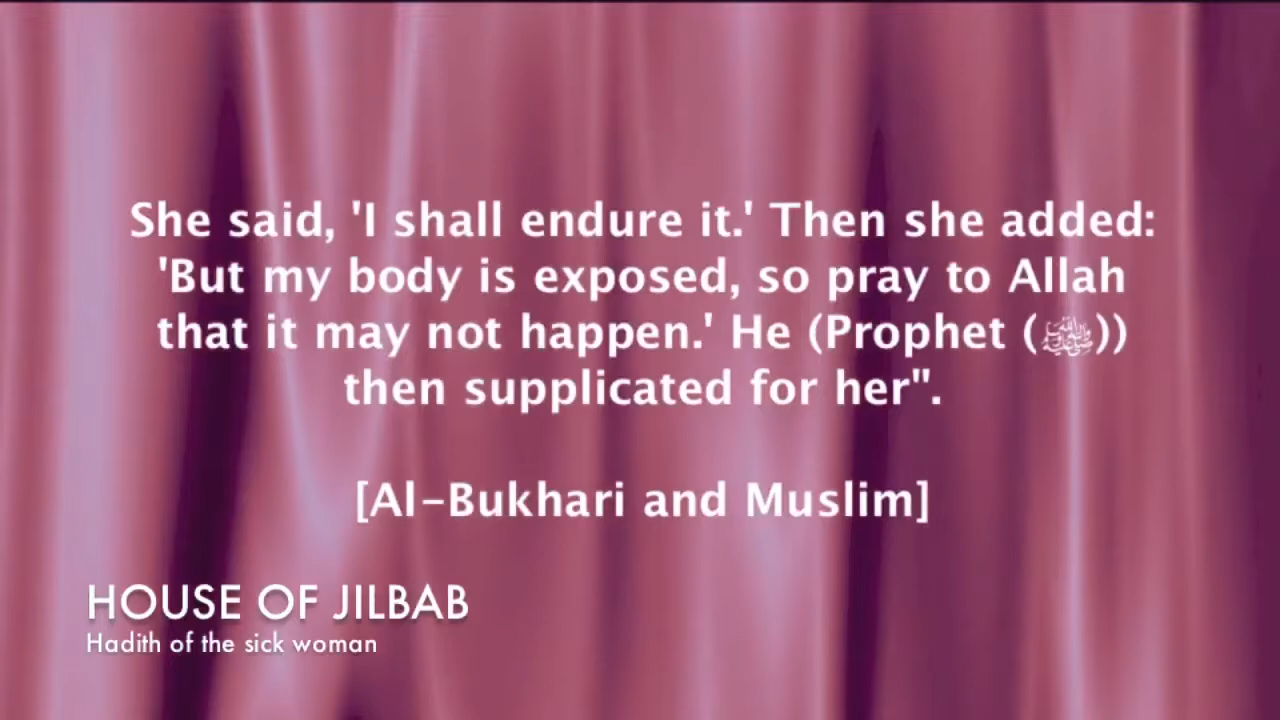 She said, 'I shall endure it.' Then she added:
'But my body is exposed, so pray to Allah
that it may not happen.' He (Prophet (ﷺ))
then supplicated for her".
[Al-Bukhari and Muslim]
HOUSE OF JILBAB
Hadith of the sick woman